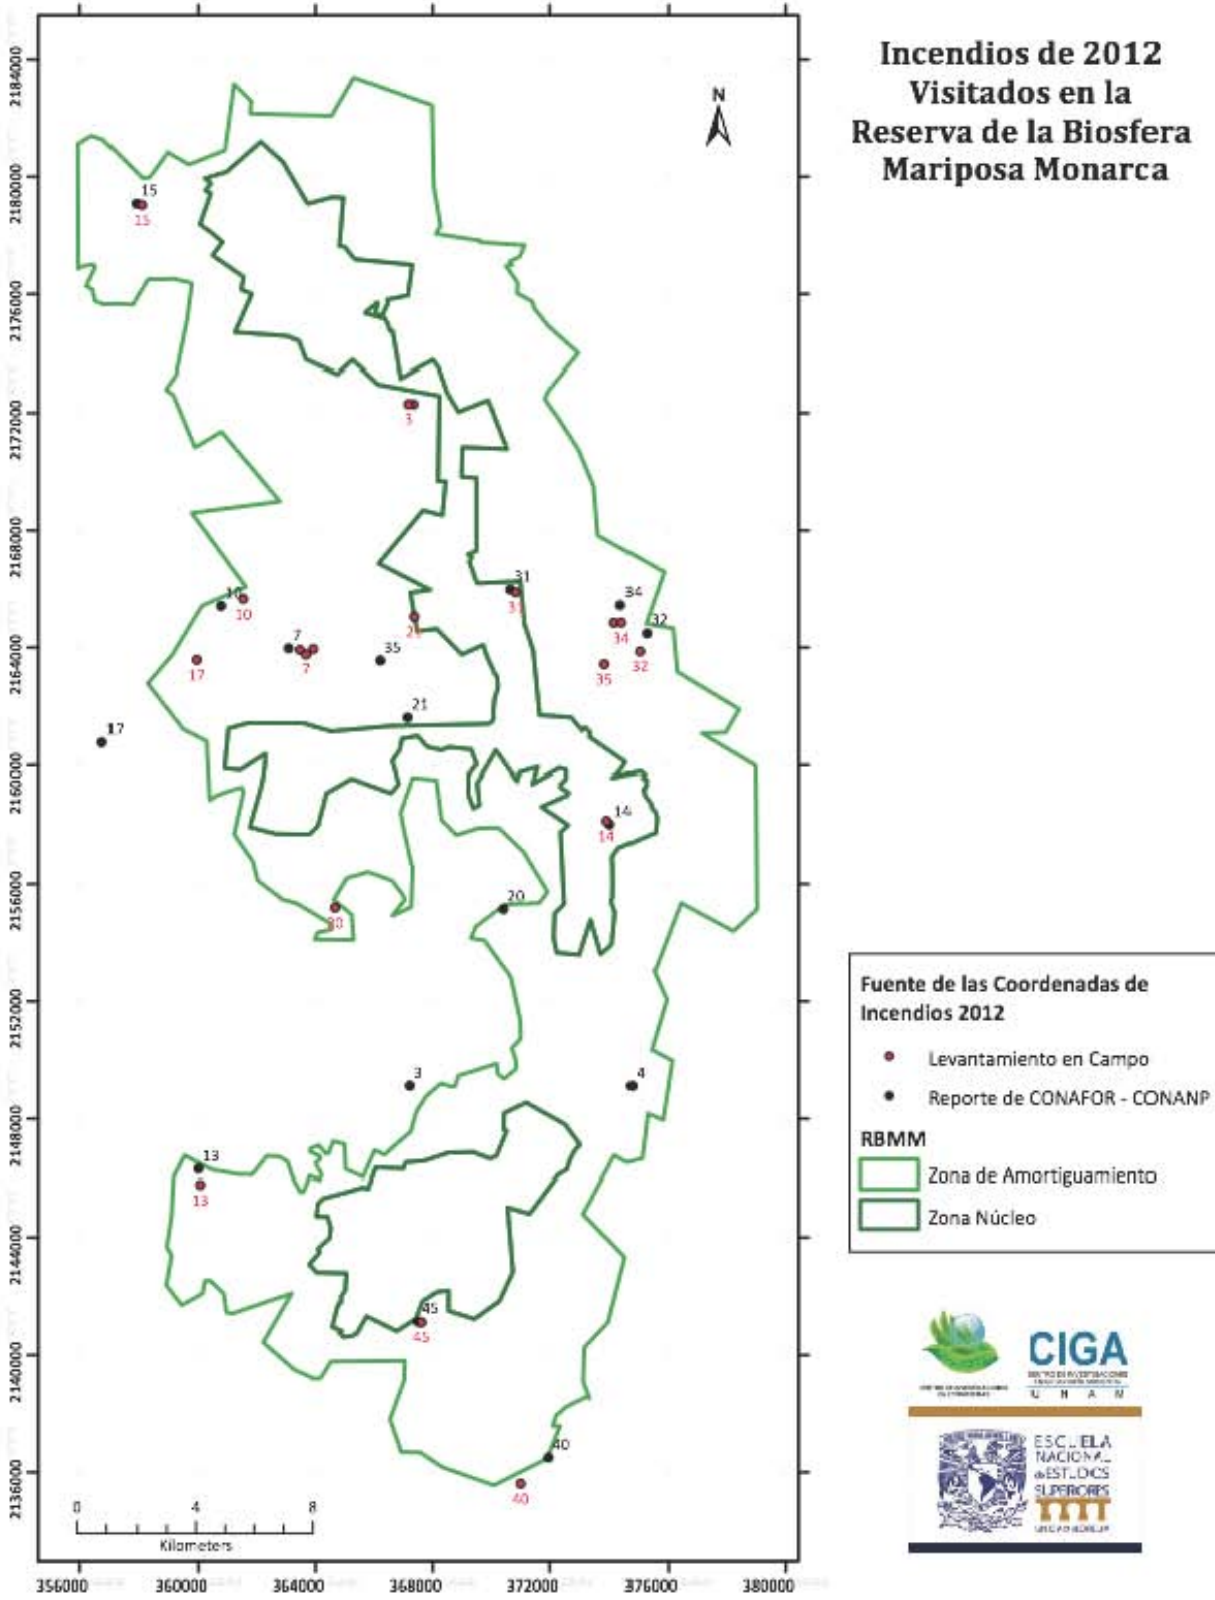 Incendios de 2012
Visitados en la
Reserva de la Biosfera
Mariposa Monarca
N
2184000
2180000
2176000
2172000
2168000
2164000
2160000
2156000
2152000
2148000
2144000
2140000
2136000
15
15
3
31
31
34
34
32
32
10
10
7
7
35
35
17
17
21
14
14
20
3
4
13
13
45
45
40
40
0 4 8
Kilometers
356000 360000 364000 368000 372000 376000 380000
Fuente de las Coordenadas de
Incendios 2012
Levantamiento en Campo
Reporte de CONAFOR - CONANP
RBMM
Zona de Amortiguamiento
Zona Núcleo
CIGA
U N A M
ESCUELA
NACIONAL
de ESTUDIOS
SUPERIORES
UNIDAD MORELIA